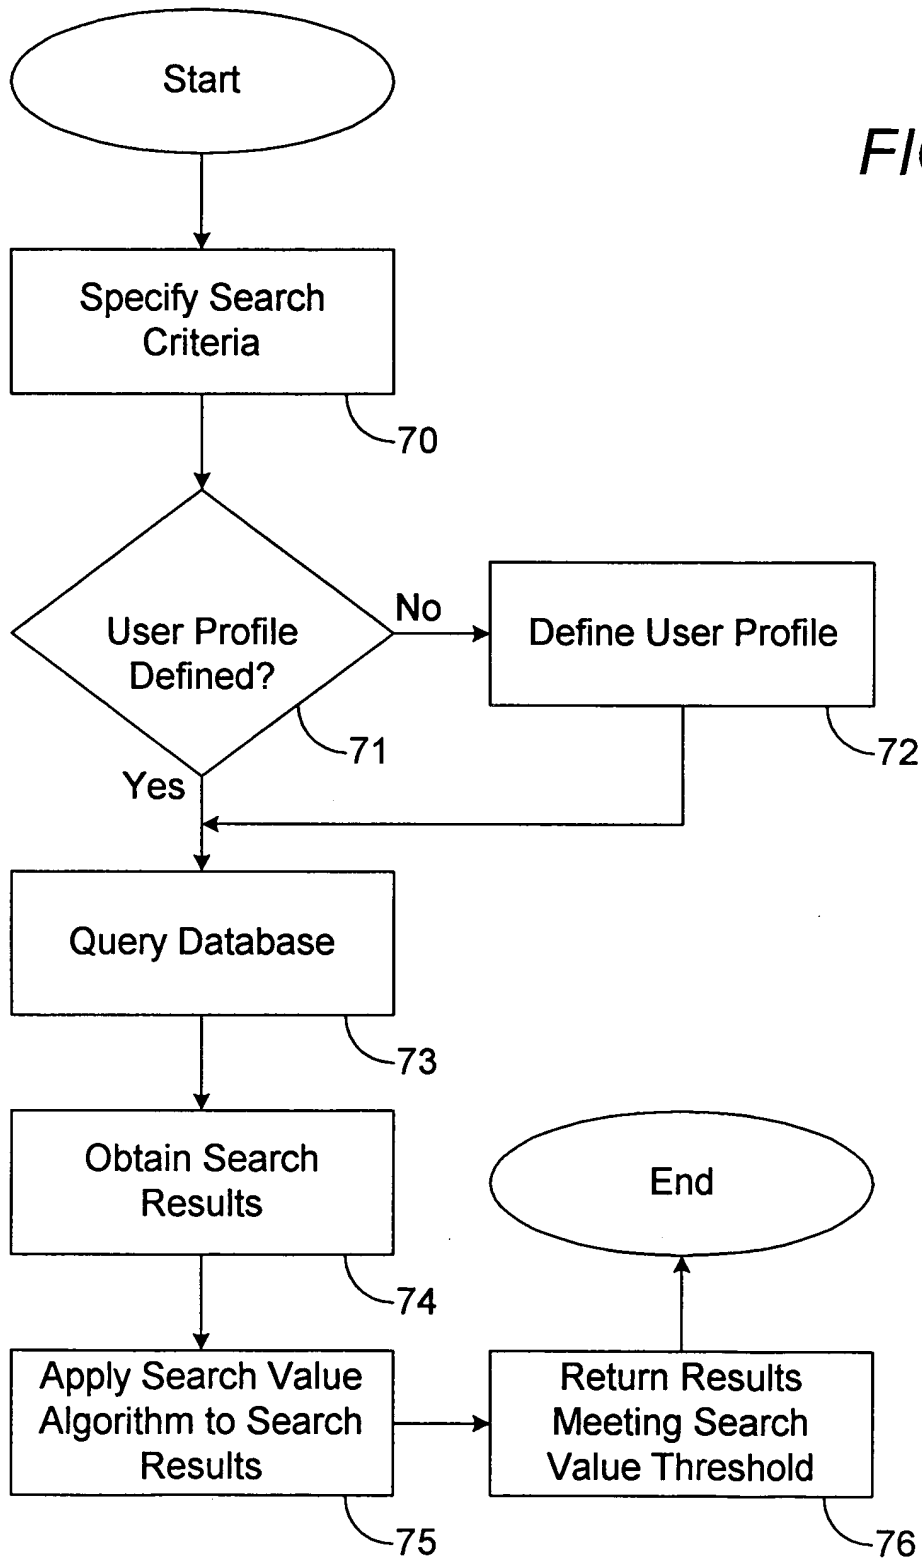 Start
Specify Search
Criteria
70
User Profile
Defined?
71
No
Define User Profile
72
Yes
Query Database
73
Obtain Search
Results
74
Apply Search Value
Algorithm to Search
Results
75
Return Results
Meeting Search
Value Threshold
76
End